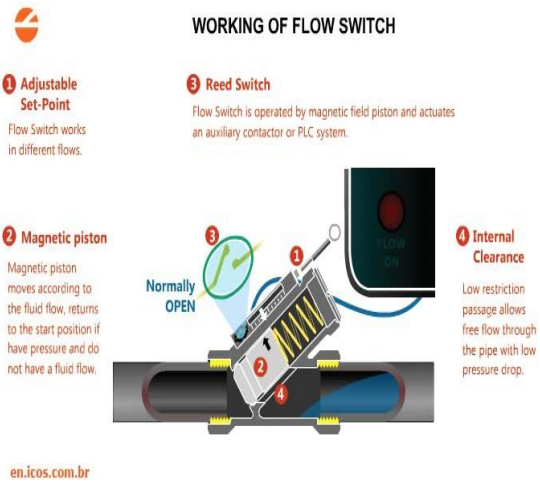 WORKING OF FLOW SWITCH
1 Adjustable
Set-Point
Flow Switch works
in different flows.
3 Reed Switch
Flow Switch is operated by magnetic field piston and actuates
an auxiliary contactor or PLC system.
2 Magnetic piston
Magnetic piston
moves according to
the fluid flow, returns
to the start position if
have pressure and do
not have a fluid flow.
3
Normally
OPEN
1
2
4
FLOW
ON
4 Internal
Clearance
Low restriction
passage allows
free flow through
the pipe with low
pressure drop.
en.icos.com.br